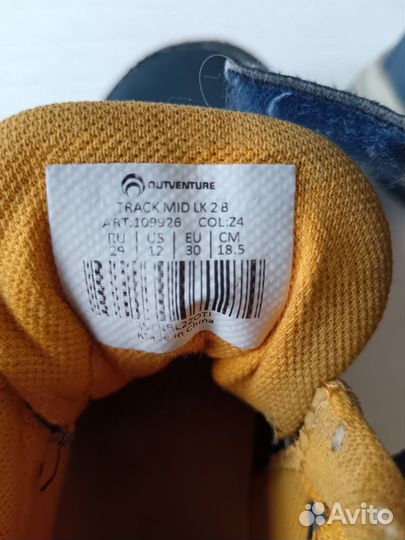 OUTVENTURE
TRACK MID LK 2 B
ART:109926 COL:Z4
RU | US | EU | CM
29 | 12 | 30 | 18.5
Made in China
Avito